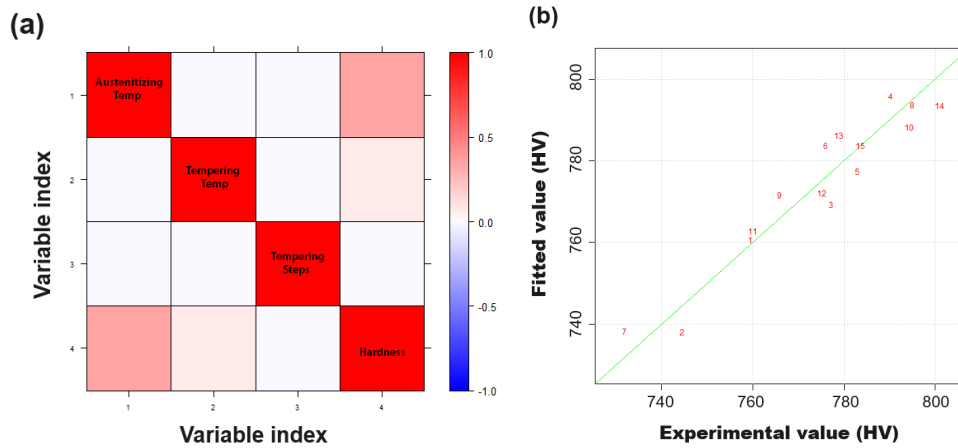 (a)
Variable index
1
2
3
4
Austenitizing
Temp
Tempering
Temp
Tempering
Steps
Hardness
1
2
3
4
Variable index
1.0
0.5
0.0
-0.5
-1.0
(b)
Fitted value (HV)
800
780
760
740
4
8
14
10
13
6
15
5
9
12
3
11
1
7
2
740
760
780
800
Experimental value (HV)